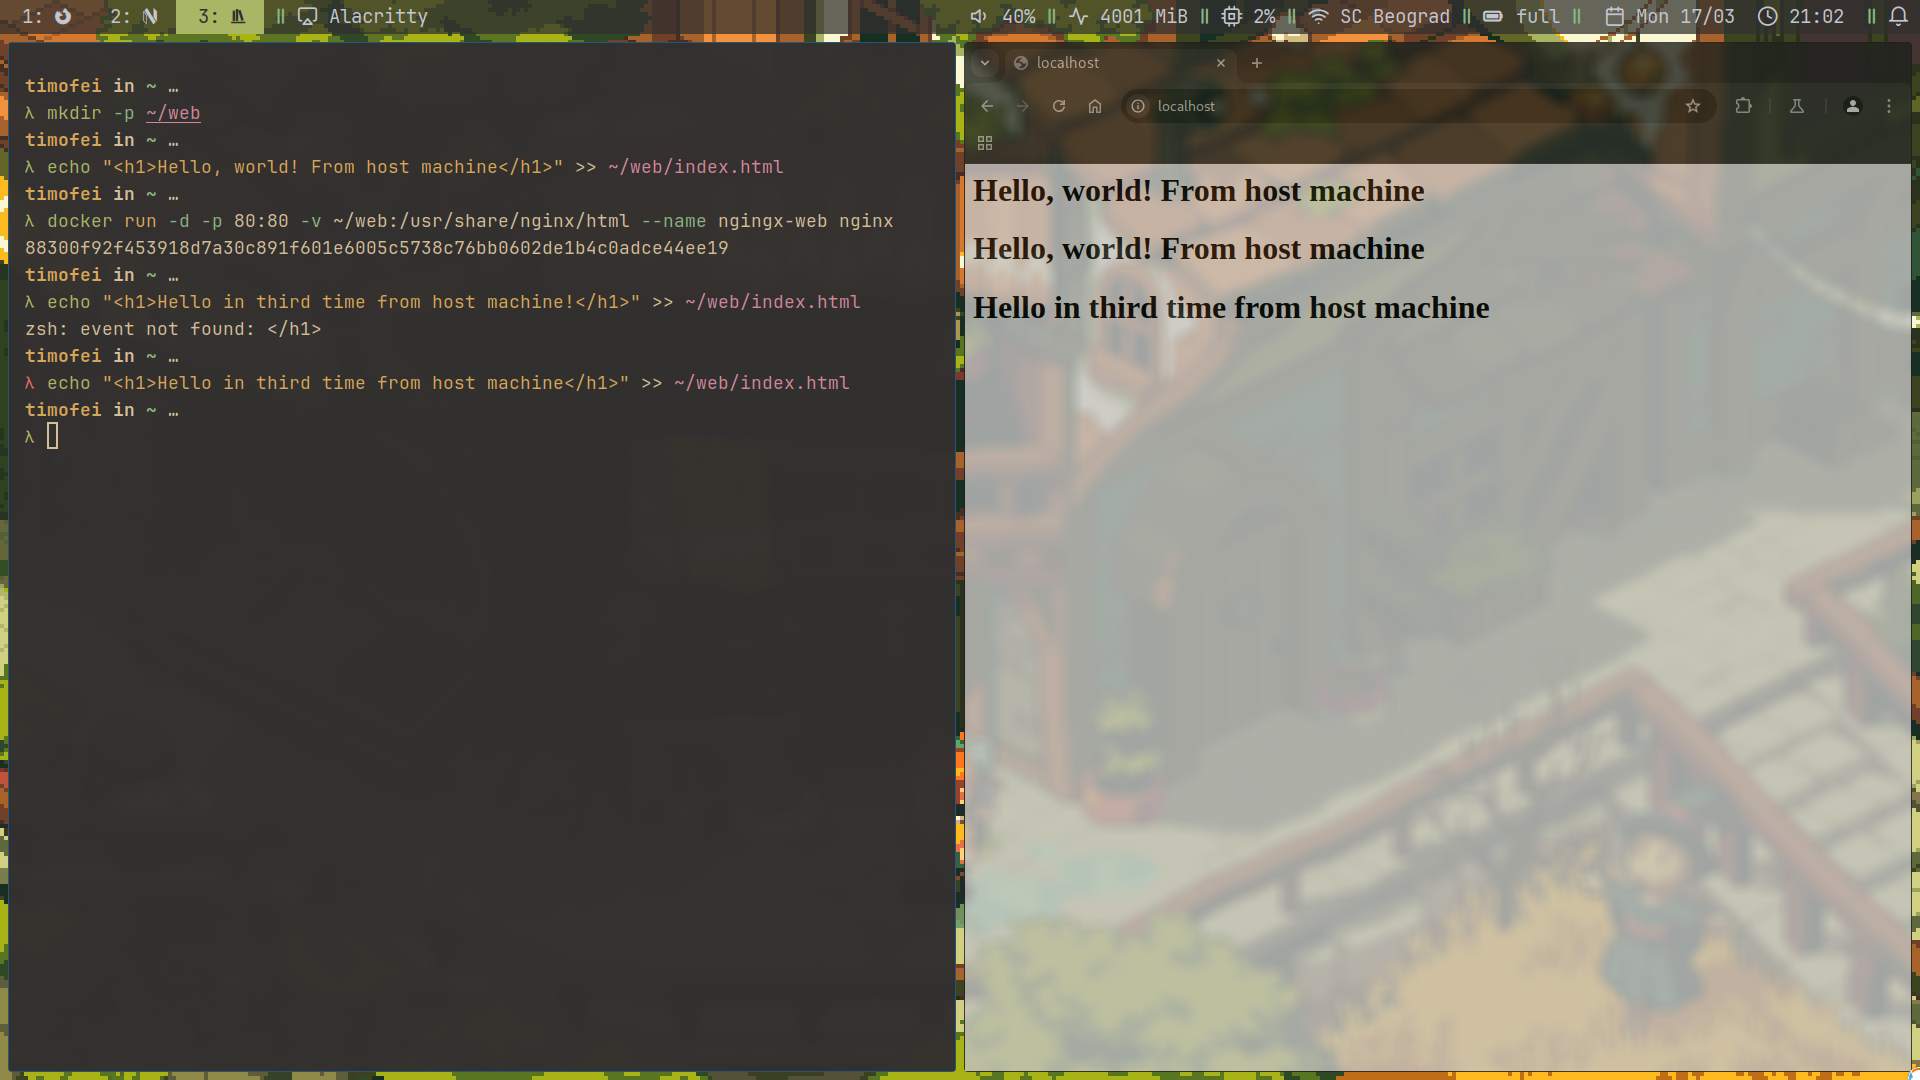 1: 2: N 3: || Alacritty 40% || 4001 MiB || 2% || SC Beograd || full || Mon 17/03 21:02 ||
timofei in ~ …
λ mkdir -p ~/web
timofei in ~ …
λ echo "<h1>Hello, world! From host machine</h1>" >> ~/web/index.html
timofei in ~ …
λ docker run -d -p 80:80 -v ~/web:/usr/share/nginx/html --name ngingx-web nginx
88300f92f453918d7a30c891f601e6005c5738c76bb0602de1b4c0adce44ee19
timofei in ~ …
λ echo "<h1>Hello in third time from host machine!</h1>" >> ~/web/index.html
zsh: event not found: </h1>
timofei in ~ …
λ echo "<h1>Hello in third time from host machine</h1>" >> ~/web/index.html
timofei in ~ …
λ
localhost
localhost
Hello, world! From host machine
Hello, world! From host machine
Hello in third time from host machine